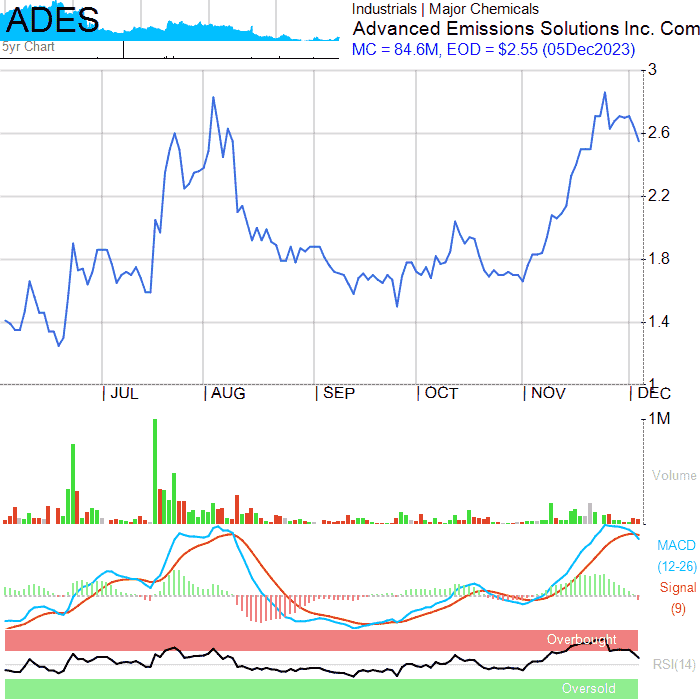 ADES
5yr Chart
Industrials | Major Chemicals
Advanced Emissions Solutions Inc. Com
MC = 84.6M, EOD = $2.55 (05Dec2023)
3
2.6
2.2
1.8
1.4
1
JUL
AUG
SEP
OCT
NOV
DEC
1M
Volume
MACD
(12-26)
Signal
(9)
Overbought
RSI(14)
Oversold